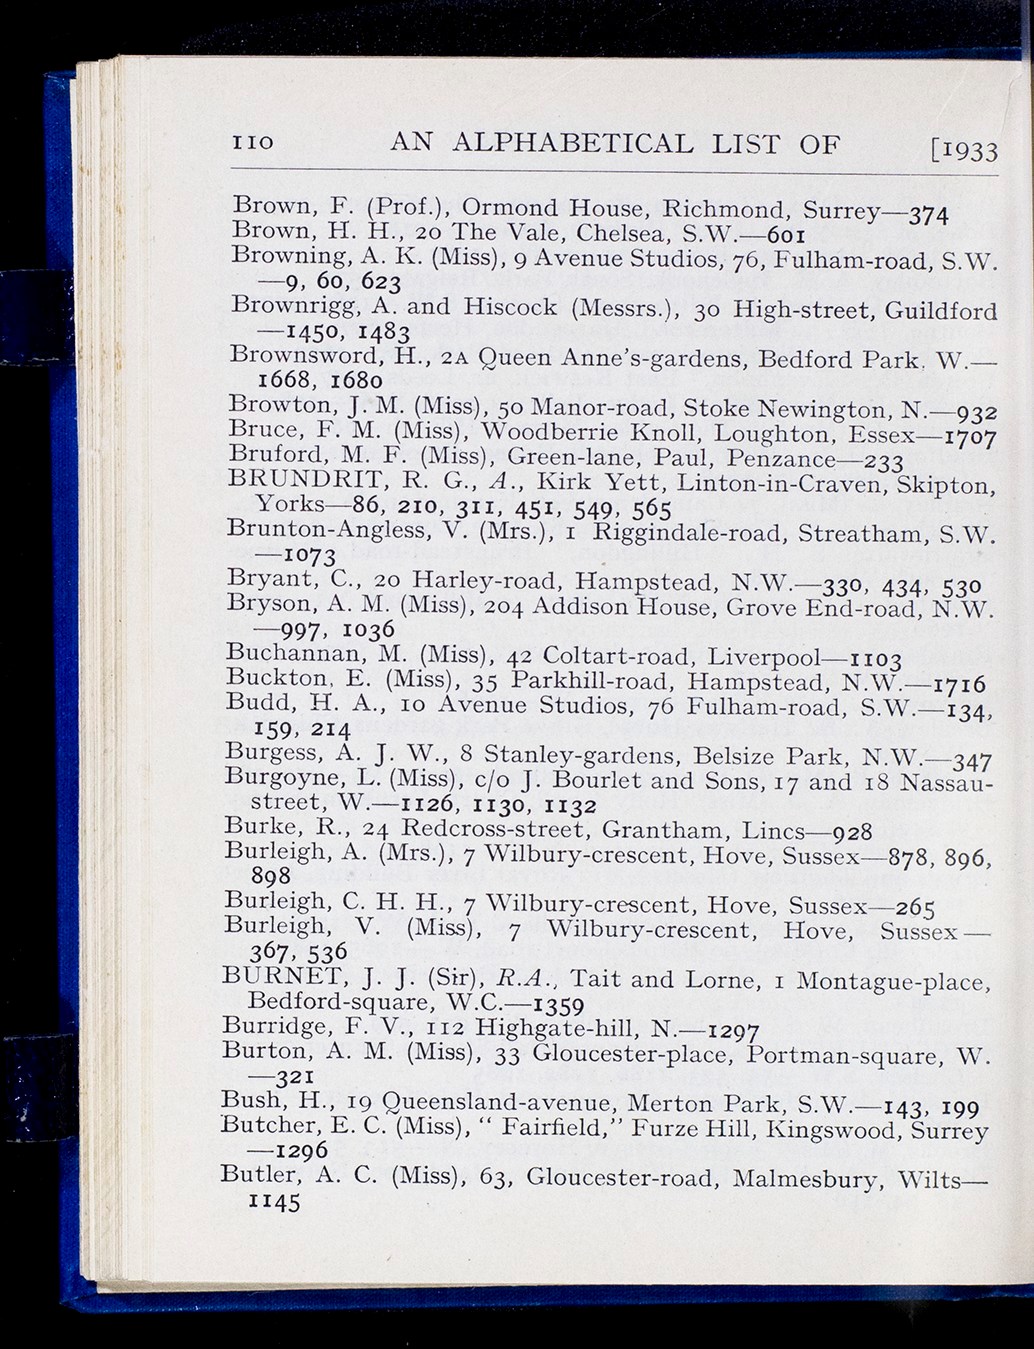 110 AN ALPHABETICAL LIST OF [1933
Brown, F. (Prof.), Ormond House, Richmond, Surrey—374
Brown, H. H., 20 The Vale, Chelsea, S.W.—601
Browning, A. K. (Miss), 9 Avenue Studios, 76, Fulham-road, S.W.
—9, 60, 623
Brownrigg, A. and Hiscock (Messrs.), 30 High-street, Guildford
—1450, 1483
Brownsword, H., 2A Queen Anne's-gardens, Bedford Park, W.—
1668, 1680
Browton, J. M. (Miss), 50 Manor-road, Stoke Newington, N.—932
Bruce, F. M. (Miss), Woodberrie Knoll, Loughton, Essex—1707
Bruford, M. F. (Miss), Green-lane, Paul, Penzance—233
BRUNDRIT, R. G., A., Kirk Yett, Linton-in-Craven, Skipton,
Yorks—86, 210, 311, 451, 549, 565
Brunton-Angless, V. (Mrs.), 1 Riggindale-road, Streatham, S.W.
—1073
Bryant, C., 20 Harley-road, Hampstead, N.W.—330, 434, 530
Bryson, A. M. (Miss), 204 Addison House, Grove End-road, N.W.
—997, 1036
Buchannan, M. (Miss), 42 Coltart-road, Liverpool—1103
Buckton, E. (Miss), 35 Parkhill-road, Hampstead, N.W.—1716
Budd, H. A., 10 Avenue Studios, 76 Fulham-road, S.W.—134,
159, 214
Burgess, A. J. W., 8 Stanley-gardens, Belsize Park, N.W.—347
Burgoyne, L. (Miss), c/o J. Bourlet and Sons, 17 and 18 Nassau-
street, W.—1126, 1130, 1132
Burke, R., 24 Redcross-street, Grantham, Lincs—928
Burleigh, A. (Mrs.), 7 Wilbury-crescent, Hove, Sussex—878, 896,
898
Burleigh, C. H. H., 7 Wilbury-crescent, Hove, Sussex—265
Burleigh, V. (Miss), 7 Wilbury-crescent, Hove, Sussex—
367, 536
BURNET, J. J. (Sir), R.A., Tait and Lorne, 1 Montague-place,
Bedford-square, W.C.—1359
Burridge, F. V., 112 Highgate-hill, N.—1297
Burton, A. M. (Miss), 33 Gloucester-place, Portman-square, W.
—321
Bush, H., 19 Queensland-avenue, Merton Park, S.W.—143, 199
Butcher, E. C. (Miss), “ Fairfield,” Furze Hill, Kingswood, Surrey
—1296
Butler, A. C. (Miss), 63, Gloucester-road, Malmesbury, Wilts—
1145